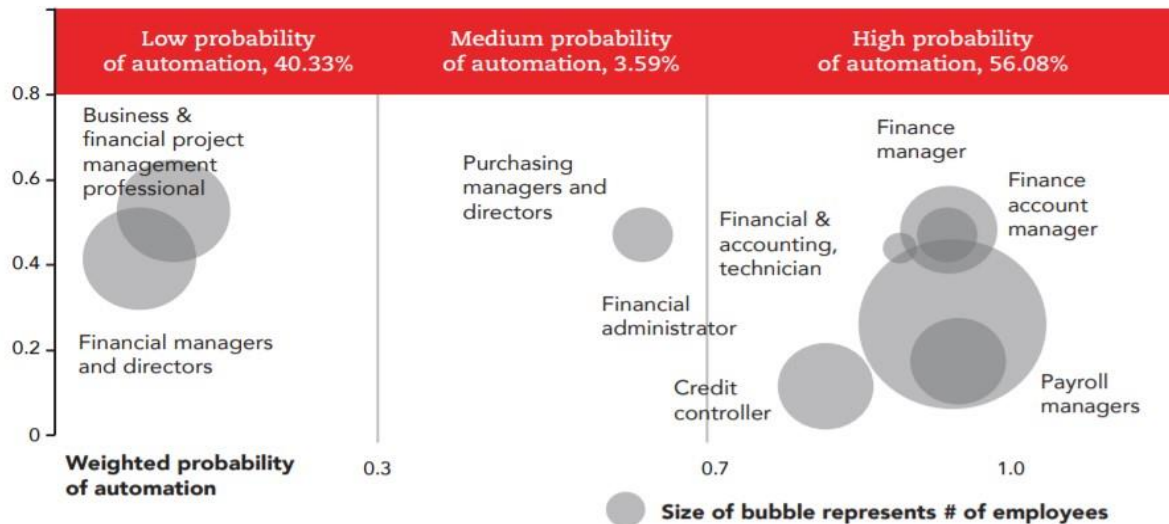 Low probability
of automation, 40.33%
Medium probability
of automation, 3.59%
High probability
of automation, 56.08%
0.8
0.6
0.4
0.2
0
Business &
financial project
management
professional
Financial managers
and directors
Purchasing
managers and
directors
Financial
administrator
Financial &
accounting,
technician
Credit
controller
Finance
manager
Finance
account
manager
Payroll
managers
Weighted probability
of automation
0.3
0.7
1.0
Size of bubble represents # of employees